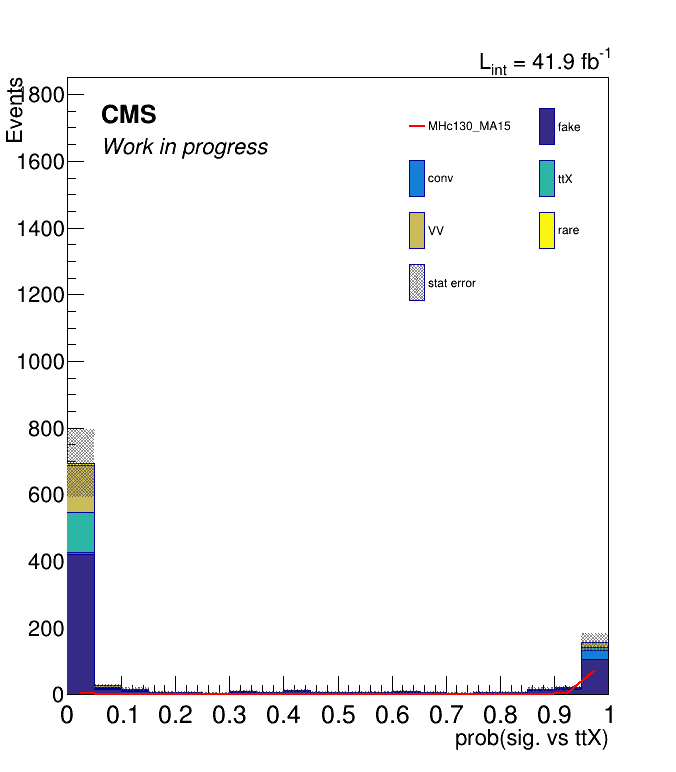 L_int = 41.9 fb^-1
Events
CMS
Work in progress
MHc130_MA15
fake
conv
ttX
VV
rare
stat error
1800
1600
1400
1200
1000
800
600
400
200
0
0 0.1 0.2 0.3 0.4 0.5 0.6 0.7 0.8 0.9 1
prob(sig. vs ttX)